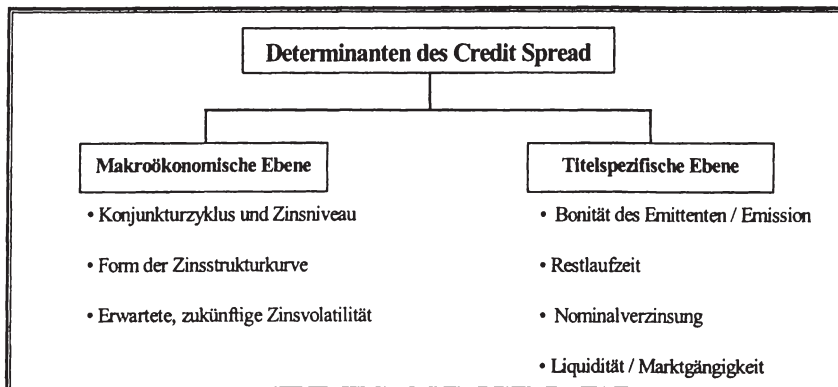 Determinanten des Credit Spread
Makroökonomische Ebene
• Konjunkturzyklus und Zinsniveau
• Form der Zinsstrukturkurve
• Erwartete, zukünftige Zinsvolatilität
Titelspezifische Ebene
• Bonität des Emittenten / Emission
• Restlaufzeit
• Nominalverzinsung
• Liquidität / Marktgängigkeit